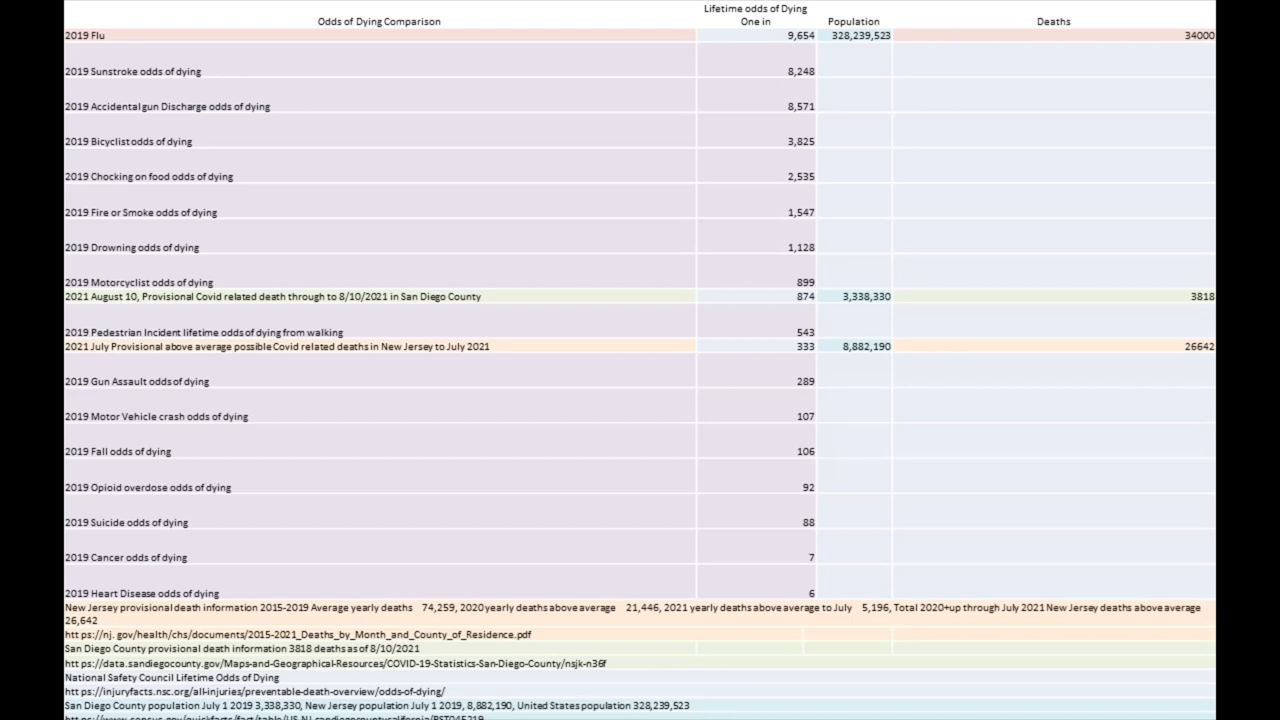 Lifetime odds of Dying
Odds of Dying Comparison One in Population Deaths
2019 Flu 9,654 328,239,523 34000
2019 Sunstroke odds of dying 8,248
2019 Accidental gun Discharge odds of dying 8,571
2019 Bicyclist odds of dying 3,825
2019 Chocking on food odds of dying 2,535
2019 Fire or Smoke odds of dying 1,547
2019 Drowning odds of dying 1,128
2019 Motorcyclist odds of dying 899
2021 August 10, Provisional Covid related death through to 8/10/2021 in San Diego County 874 3,338,330 3818
2019 Pedestrian Incident lifetime odds of dying from walking 543
2021 July Provisional above average possible Covid related deaths in New Jersey to July 2021 333 8,882,190 26642
2019 Gun Assault odds of dying 289
2019 Motor Vehicle crash odds of dying 107
2019 Fall odds of dying 106
2019 Opioid overdose odds of dying 92
2019 Suicide odds of dying 88
2019 Cancer odds of dying 7
2019 Heart Disease odds of dying 6
New Jersey provisional death information 2015-2019 Average yearly deaths 74,259, 2020 yearly deaths above average 21,446, 2021 yearly deaths above average to July 5,196, Total 2020+up through July 2021 New Jersey deaths above average
26,642
htt ps://nj. gov/health/chs/documents/2015-2021_Deaths_by_Month_and_County_of_Residence.pdf
San Diego County provisional death information 3818 deaths as of 8/10/2021
htt ps://data.sandiegocounty.gov/Maps-and-Geographical-Resources/COVID-19-Statistics-San-Diego-County/nsjk-n36f
National Safety Council Lifetime Odds of Dying
htt ps://injuryfacts.nsc.org/all-injuries/preventable-death-overview/odds-of-dying/
San Diego County population July 1 2019 3,338,330, New Jersey population July 1 2019, 8,882,190, United States population 328,239,523
htt ps://www.census.gov/quickfacts/fact/table/US,NJ,sandiegocountycalifornia/PST045219